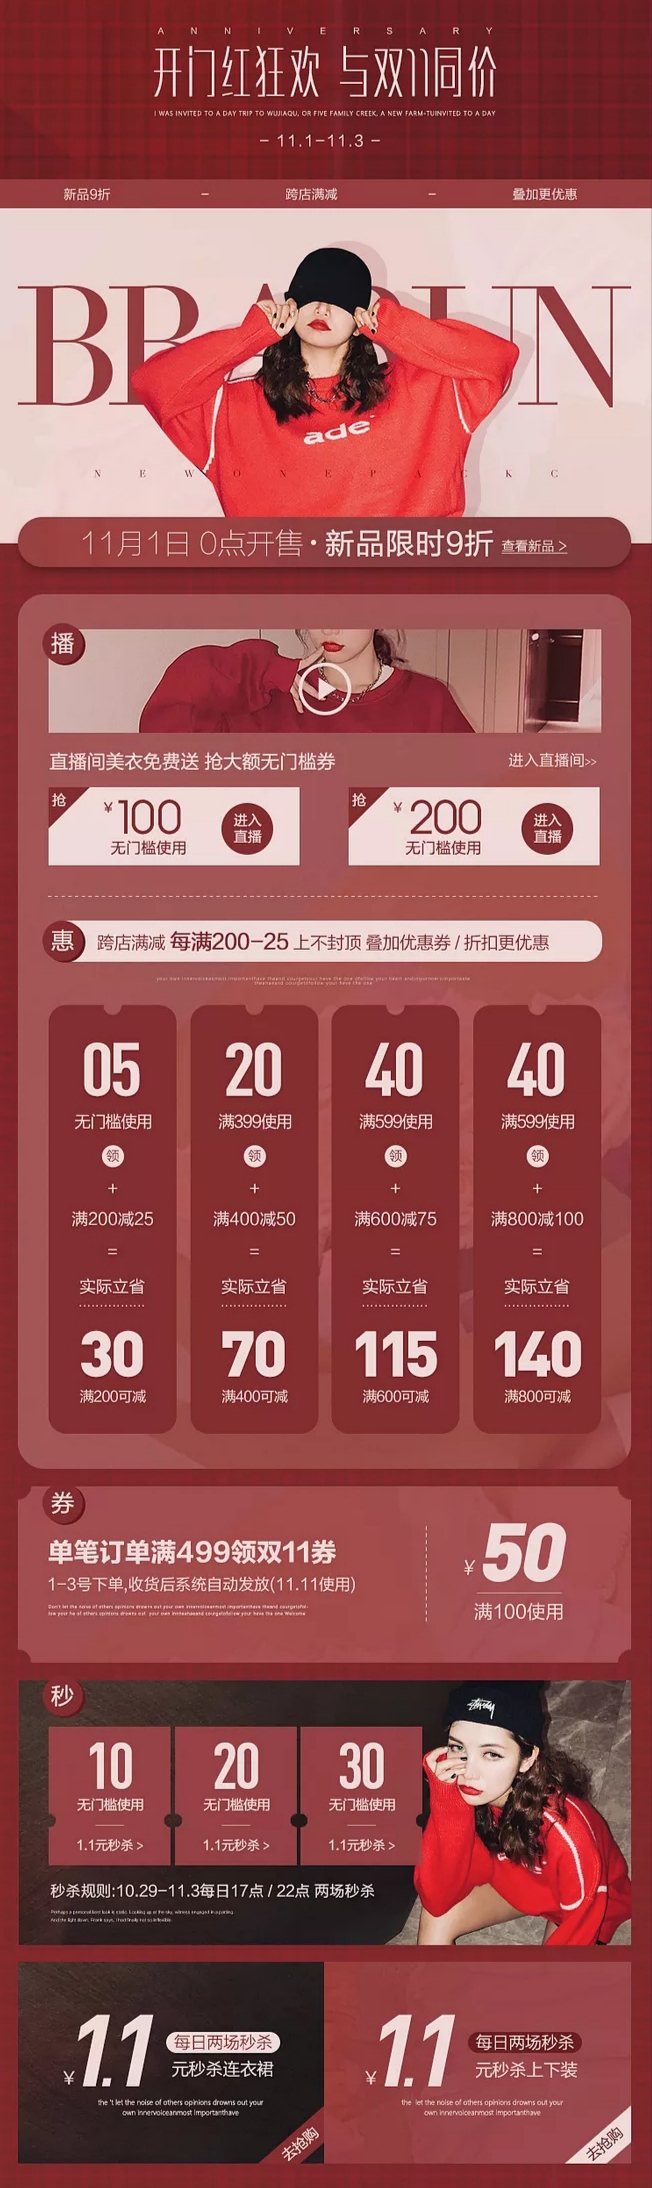 ANNIVERSARY
开门红狂欢 与双11同价
I WAS INVITED TO A DAY TRIP TO WUJIAQU, OR FIVE FAMILY CREEK, A NEW FARM-TUINVITED TO A DAY
- 11.1-11.3 -
新品9折 - 跨店满减 - 叠加更优惠
ade
11月1日 0点开售·新品限时9折 查看新品 >
播
直播间美衣免费送 抢大额无门槛券 进入直播间>>
抢 ¥100 无门槛使用 进入直播
抢 ¥200 无门槛使用 进入直播
惠 跨店满减 每满200-25 上不封顶 叠加优惠券 / 折扣更优惠
05 20 40 40
无门槛使用 满399使用 满599使用 满599使用
领 领 领 领
+ + + +
满200减25 满400减50 满600减75 满800减100
= = = =
实际立省 实际立省 实际立省 实际立省
30 70 115 140
满200可减 满400可减 满600可减 满800可减
券
单笔订单满499领双11券
1-3号下单,收货后系统自动发放(11.11使用)
¥50
满100使用
秒
STUSSY
10 20 30
无门槛使用 无门槛使用 无门槛使用
1.1元秒杀 > 1.1元秒杀 > 1.1元秒杀 >
秒杀规则:10.29-11.3每日17点 / 22点 两场秒杀
¥1.1 每日两场秒杀
元秒杀连衣裙
the 't let the noise of others opinions drowns out your
own innervoiceanmost importanthave
去抢购
¥1.1 每日两场秒杀
元秒杀上下装
the let the noise of others opinions drowns out your
own innervoiceanmost importanthave
去抢购